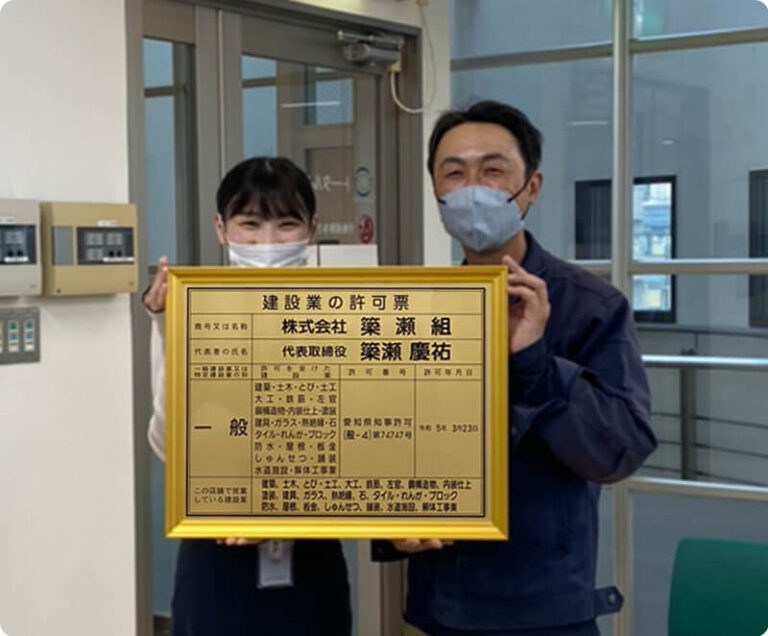 建設業の許可票
商号又は名称 株式会社 築瀬組
代表者の氏名 代表取締役 築瀬慶祐
一般建設業又は特定建設業の別 許可を受けた建設業 許可番号 許可年月日
一般
建築・土木・とび・土工
大工・鉄筋・左官
鋼構造物・内装仕上・塗装
建具・ガラス・熱絶縁・石
タイル・れんが・ブロック
防水・屋根・板金
しゅんせつ・舗装
水道施設・解体工事業
愛知県知事許可
(般-4)第74747号
令和 5年 3月23日
この店舗で営業している建設業
建築、土木、とび・土工、大工、鉄筋、左官、鋼構造物、内装仕上
塗装、建具、ガラス、熱絶縁、石、タイル・れんが・ブロック
防水、屋根、板金、しゅんせつ、舗装、水道施設、解体工事業